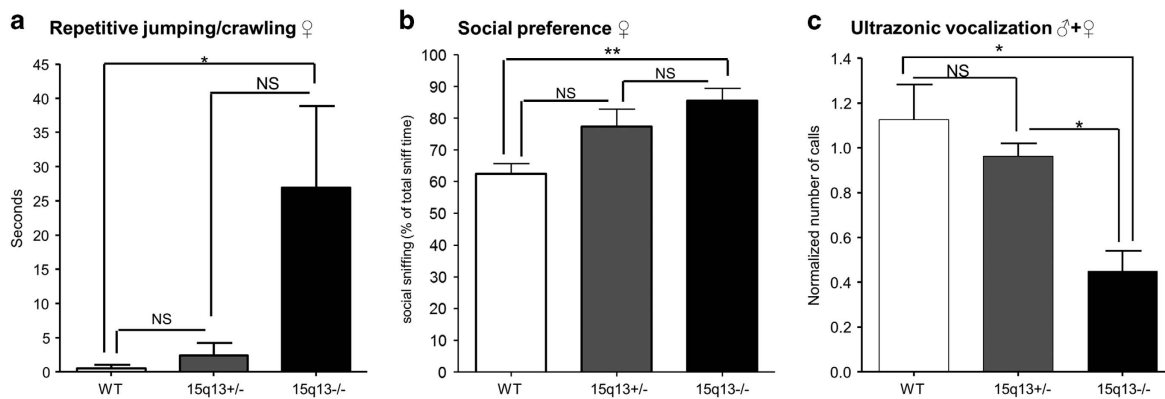 a Repetitive jumping/crawling ♀
Seconds
45
40
35
30
25
20
15
10
5
0
*
NS
NS
WT 15q13+/- 15q13-/-
b Social preference ♀
social sniffing (% of total sniff time)
100
90
80
70
60
50
40
30
20
10
0
**
NS
NS
WT 15q13+/- 15q13-/-
c Ultrazonic vocalization ♂+♀
Normalized number of calls
1.4
1.2
1.0
0.8
0.6
0.4
0.2
0.0
*
NS
*
WT 15q13+/- 15q13-/-